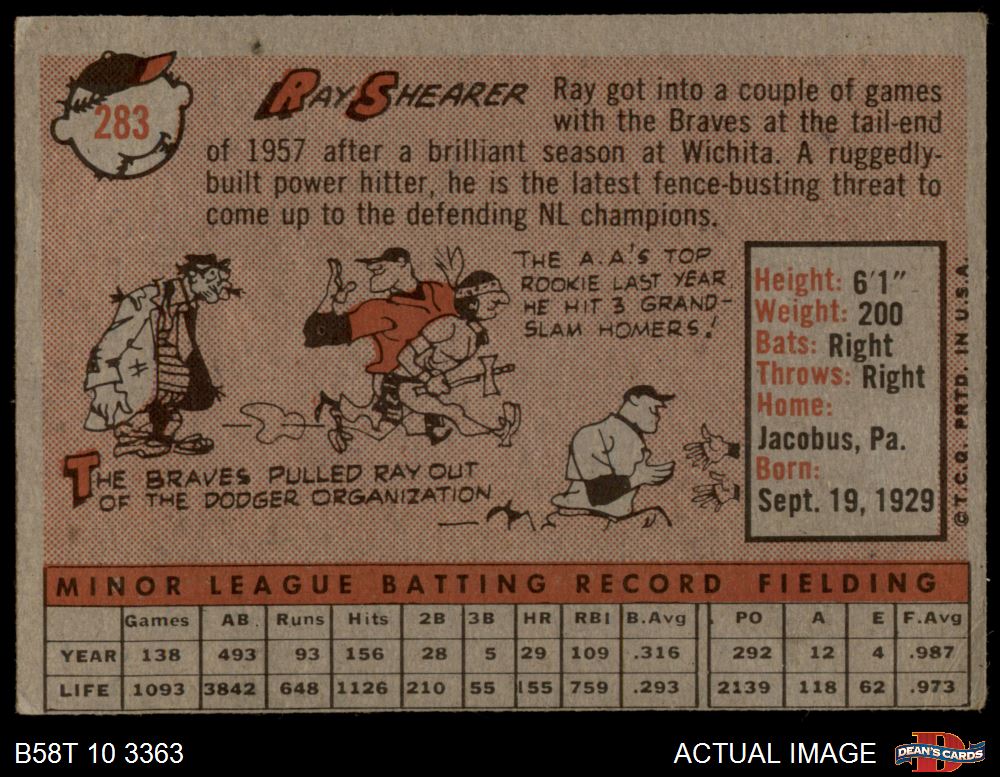 283
RAY SHEARER
Ray got into a couple of games
with the Braves at the tail-end
of 1957 after a brilliant season at Wichita. A ruggedly-
built power hitter, he is the latest fence-busting threat to
come up to the defending NL champions.
THE A.A'S TOP
ROOKIE LAST YEAR.
HE HIT 3 GRAND-
SLAM HOMERS!
THE BRAVES PULLED RAY OUT
OF THE DODGER ORGANIZATION
Height: 6'1"
Weight: 200
Bats: Right
Throws: Right
Home:
Jacobus, Pa.
Born:
Sept. 19, 1929
© T.C.G. PRTD. IN U.S.A.
MINOR LEAGUE BATTING RECORD FIELDING
Games AB. Runs Hits 2B 3B HR RBI B.Avg PO A E F.Avg
YEAR 138 493 93 156 28 5 29 109 .316 292 12 4 .987
LIFE 1093 3842 648 1126 210 55 155 759 .293 2139 118 62 .973
B58T 10 3363
ACTUAL IMAGE
DEAN'S CARDS